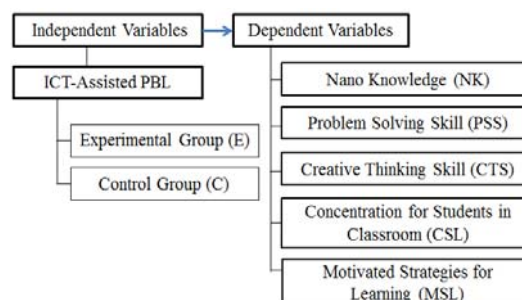 Independent Variables
Dependent Variables
ICT-Assisted PBL
Experimental Group (E)
Control Group (C)
Nano Knowledge (NK)
Problem Solving Skill (PSS)
Creative Thinking Skill (CTS)
Concentration for Students in
Classroom (CSL)
Motivated Strategies for
Learning (MSL)